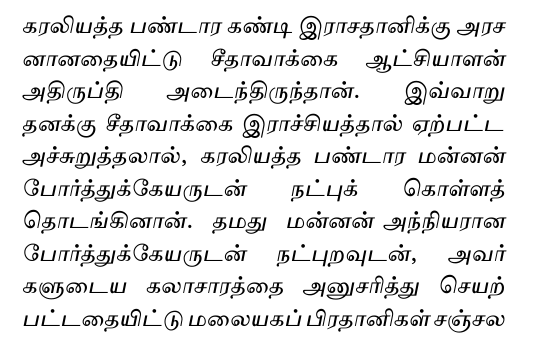 கரலியத்த பண்டார கண்டி இராசதானிக்கு அரச
னானதையிட்டு சீதாவாக்கை ஆட்சியாளன்
அதிருப்தி அடைந்திருந்தான். இவ்வாறு
தனக்கு சீதாவாக்கை இராச்சியத்தால் ஏற்பட்ட
அச்சுறுத்தலால், கரலியத்த பண்டார மன்னன்
போர்த்துக்கேயருடன் நட்புக் கொள்ளத்
தொடங்கினான். தமது மன்னன் அந்நியரான
போர்த்துக்கேயருடன் நட்புறவுடன், அவர்
களுடைய கலாசாரத்தை அனுசரித்து செயற்
பட்டதையிட்டு மலையகப் பிரதானிகள் சஞ்சல